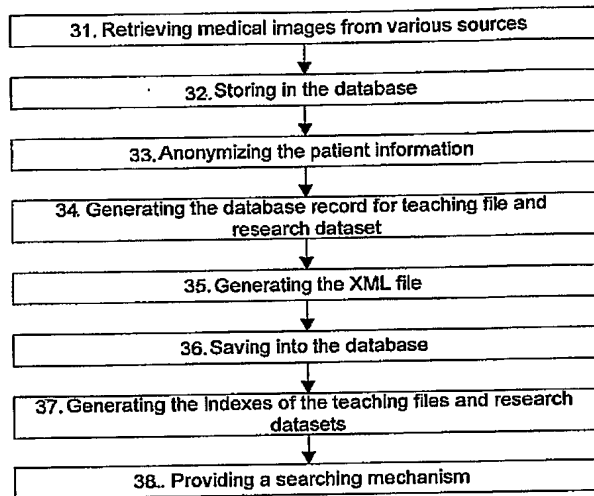 31. Retrieving medical images from various sources
32. Storing in the database
33. Anonymizing the patient information
34. Generating the database record for teaching file and
research dataset
35. Generating the XML file
36. Saving into the database
37. Generating the indexes of the teaching files and research
datasets
38.. Providing a searching mechanism